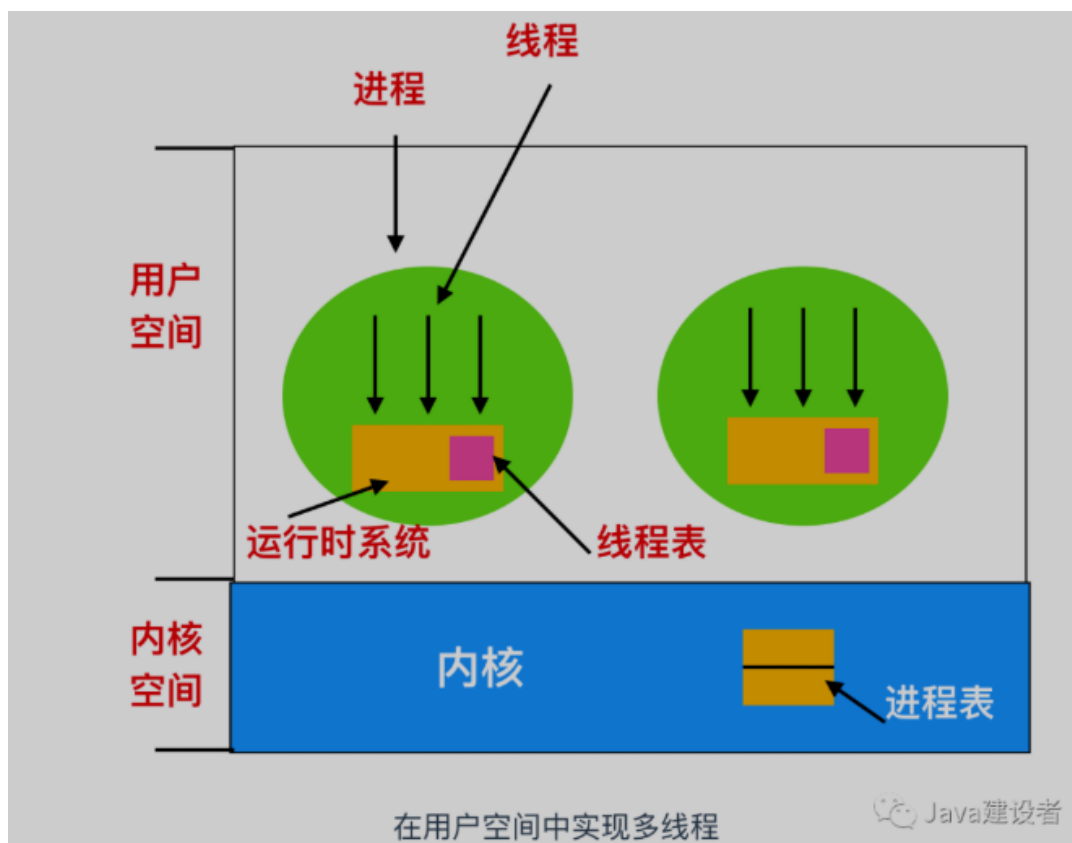 线程
进程
用户
空间
运行时系统
线程表
内核
空间
内核
进程表
在用户空间中实现多线程
Java建设者